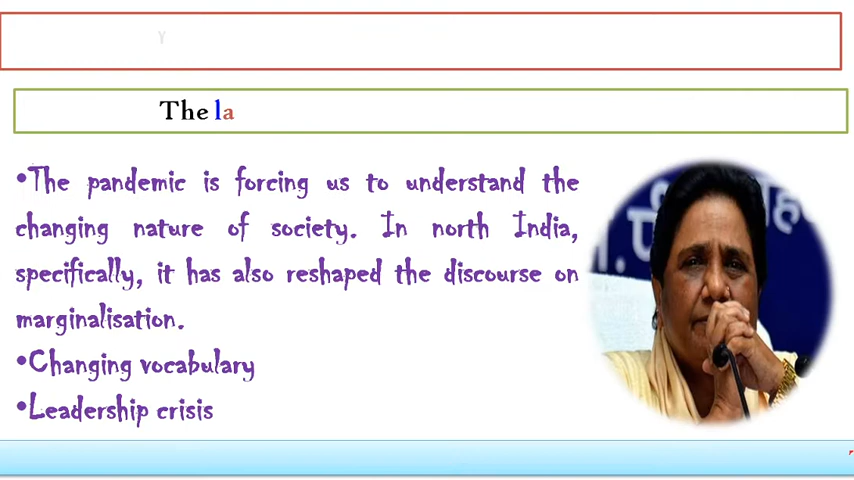 Y
The la
•The pandemic is forcing us to understand the
changing nature of society. In north India,
specifically, it has also reshaped the discourse on
marginalisation.
•Changing vocabulary
•Leadership crisis